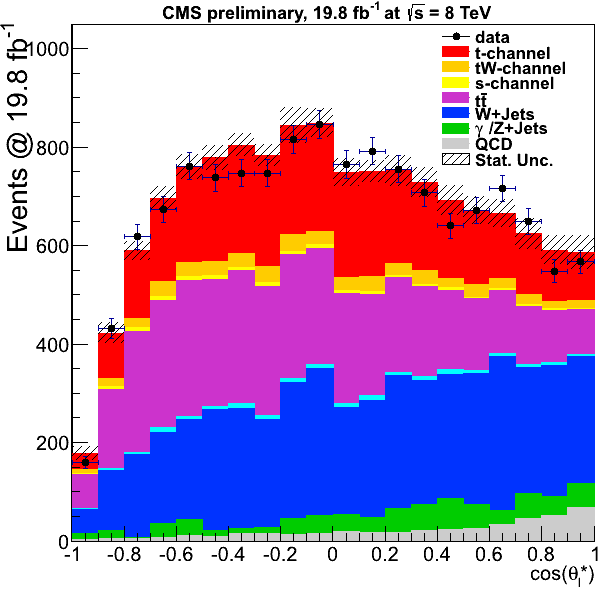 CMS preliminary, 19.8 fb⁻¹ at √s = 8 TeV
Events @ 19.8 fb⁻¹
1000
800
600
400
200
0
data
t-channel
tW-channel
s-channel
tt̄
W+Jets
γ/Z+Jets
QCD
Stat. Unc.
-1 -0.8 -0.6 -0.4 -0.2 0 0.2 0.4 0.6 0.8 1
cos(θₗ*)